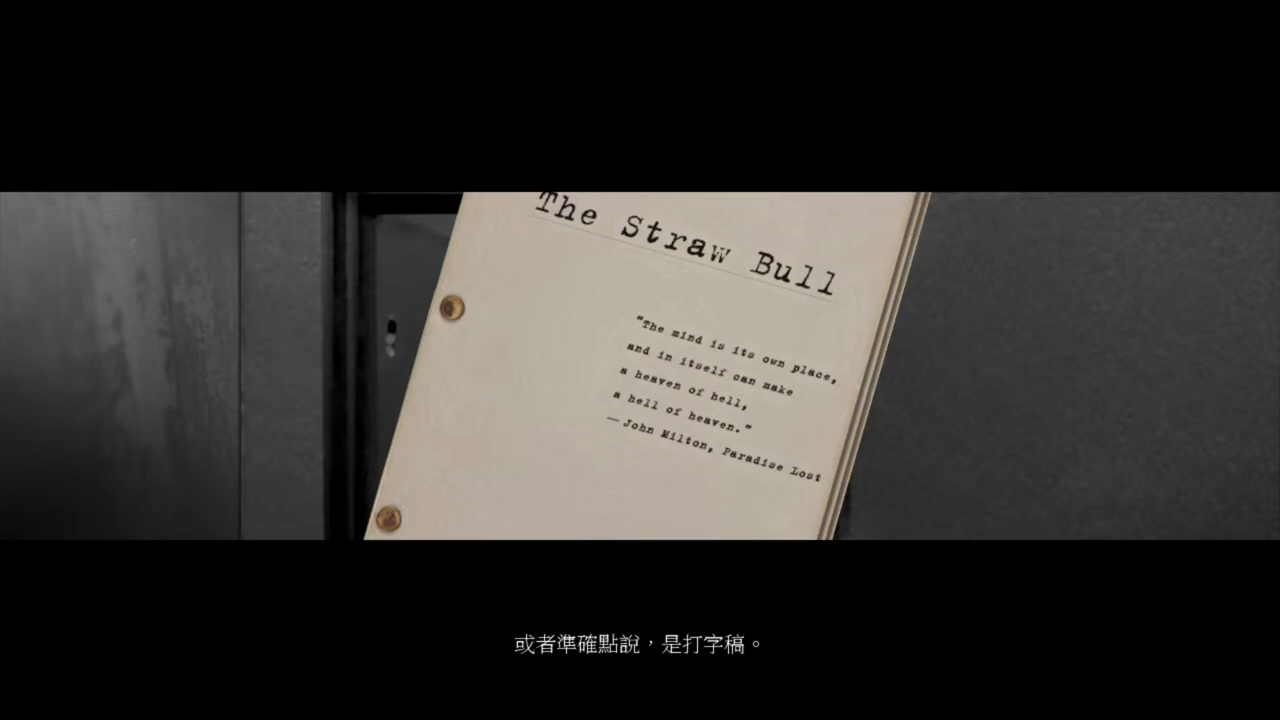 The Straw Bull
“The mind is its own place,
and in itself can make
a heaven of hell,
a hell of heaven.”
— John Milton, Paradise Lost
或者準確點說，是打字稿。